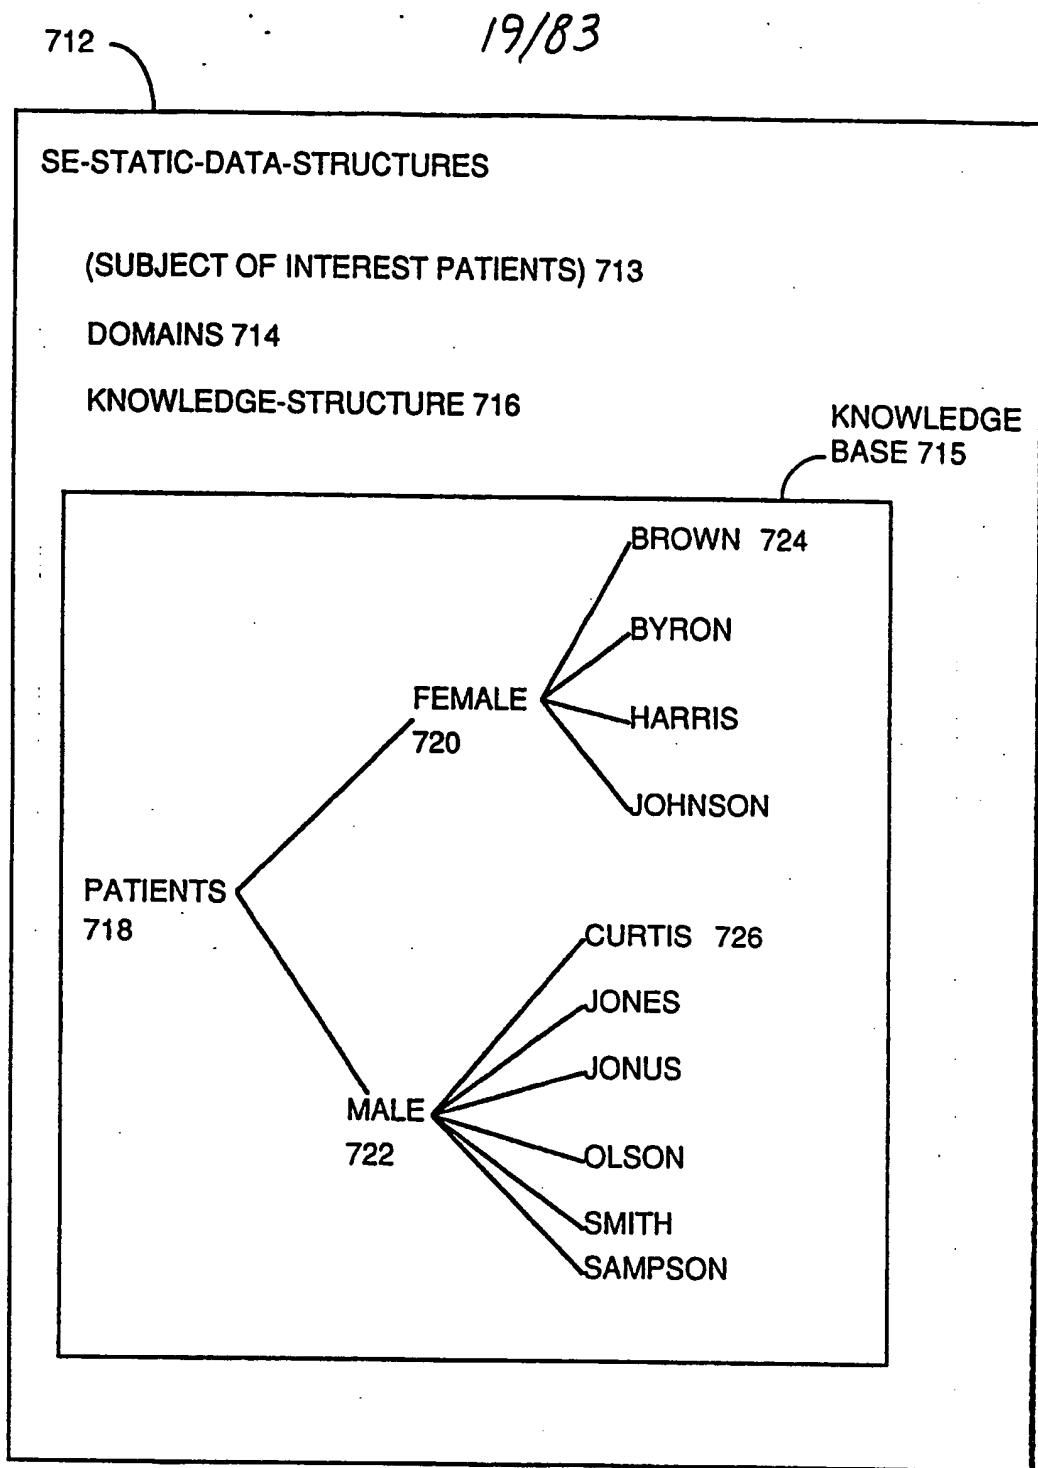 19/83
712
SE-STATIC-DATA-STRUCTURES
(SUBJECT OF INTEREST PATIENTS) 713
DOMAINS 714
KNOWLEDGE-STRUCTURE 716
KNOWLEDGE
BASE 715
BROWN 724
BYRON
FEMALE
720
HARRIS
JOHNSON
PATIENTS
718
CURTIS 726
JONES
JONUS
MALE
722
OLSON
SMITH
SAMPSON